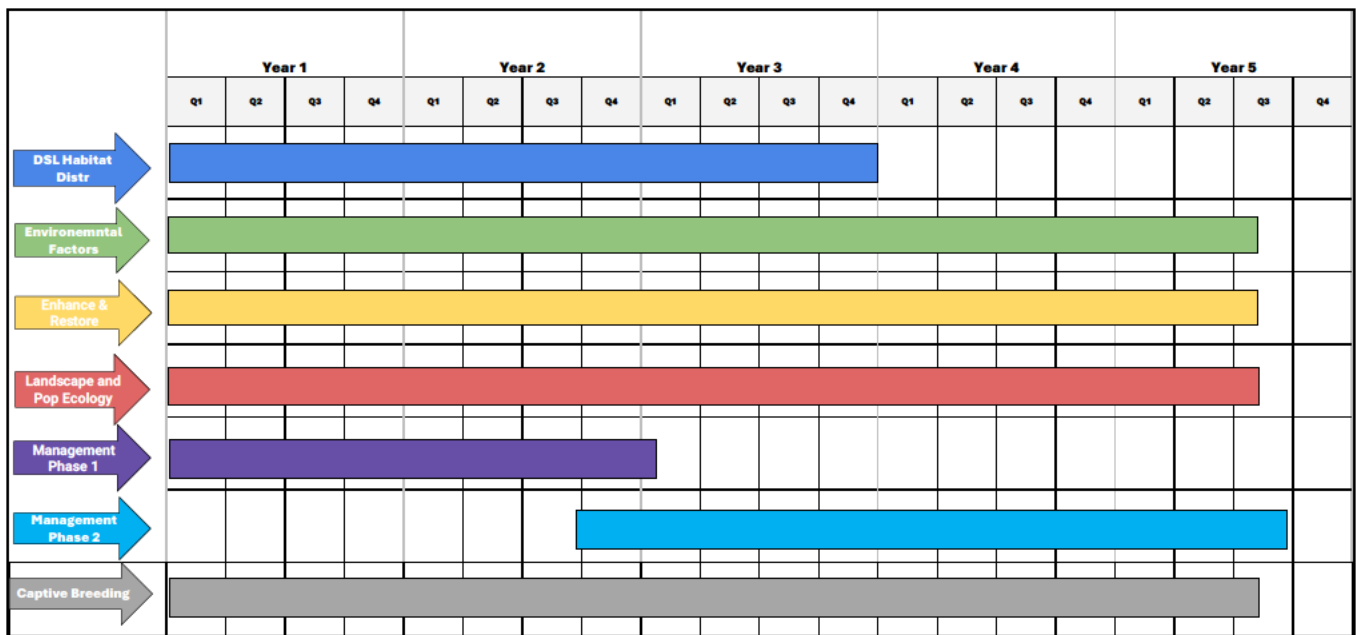 Year 1 Year 2 Year 3 Year 4 Year 5
Q1 Q2 Q3 Q4 Q1 Q2 Q3 Q4 Q1 Q2 Q3 Q4 Q1 Q2 Q3 Q4 Q1 Q2 Q3 Q4
DSL Habitat
Distr
Environemntal
Factors
Enhance &
Restore
Landscape and
Pop Ecology
Management
Phase 1
Management
Phase 2
Captive Breeding